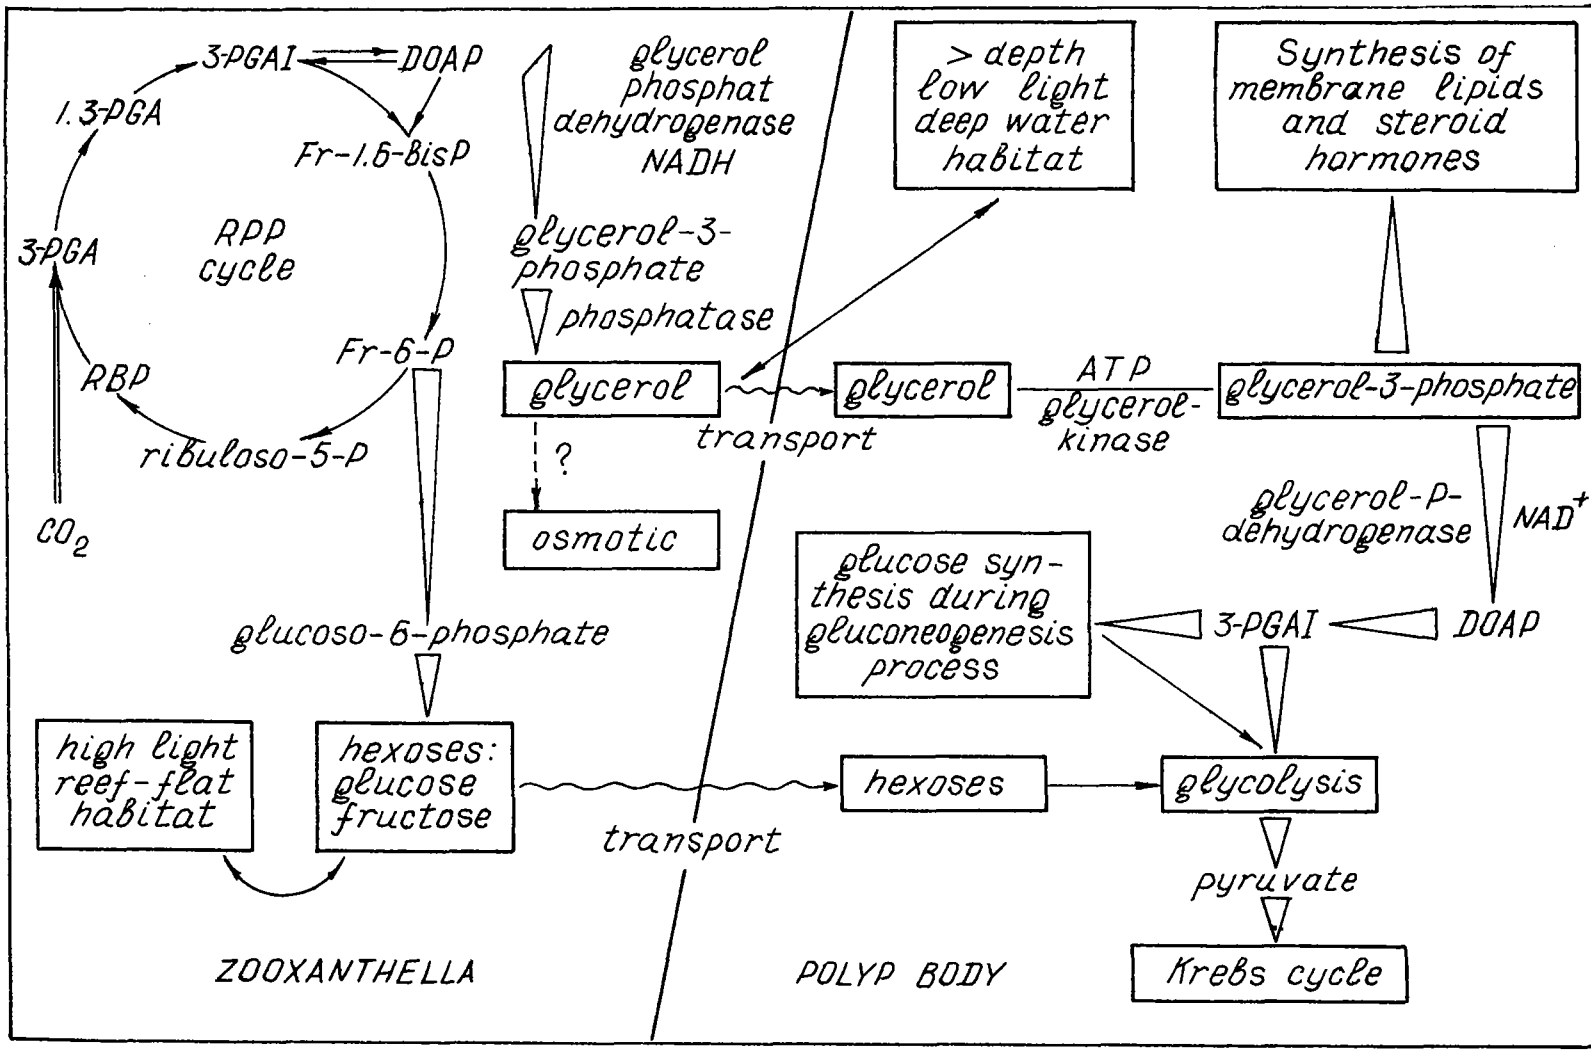 3-PGAI
DOAP
1.3-PGA
Fr-1.6-BisP
3-PGA
RPP
cycle
Fr-6-P
RBP
ribuloso-5-P
CO2
glycerol
phosphat
dehydrogenase
NADH
glycerol-3-
phosphate
phosphatase
glycerol
?
osmotic
glucoso-6-phosphate
high light
reef-flat
habitat
hexoses:
glucose
fructose
ZOOXANTHELLA
transport
transport
> depth
low light
deep water
habitat
Synthesis of
membrane lipids
and steroid
hormones
glycerol
ATP
glycerol-
kinase
glycerol-3-phosphate
glycerol-P-
dehydrogenase
NAD+
glucose syn-
thesis during
gluconeogenesis
process
3-PGAI
DOAP
hexoses
glycolysis
pyruvate
Krebs cycle
POLYP BODY